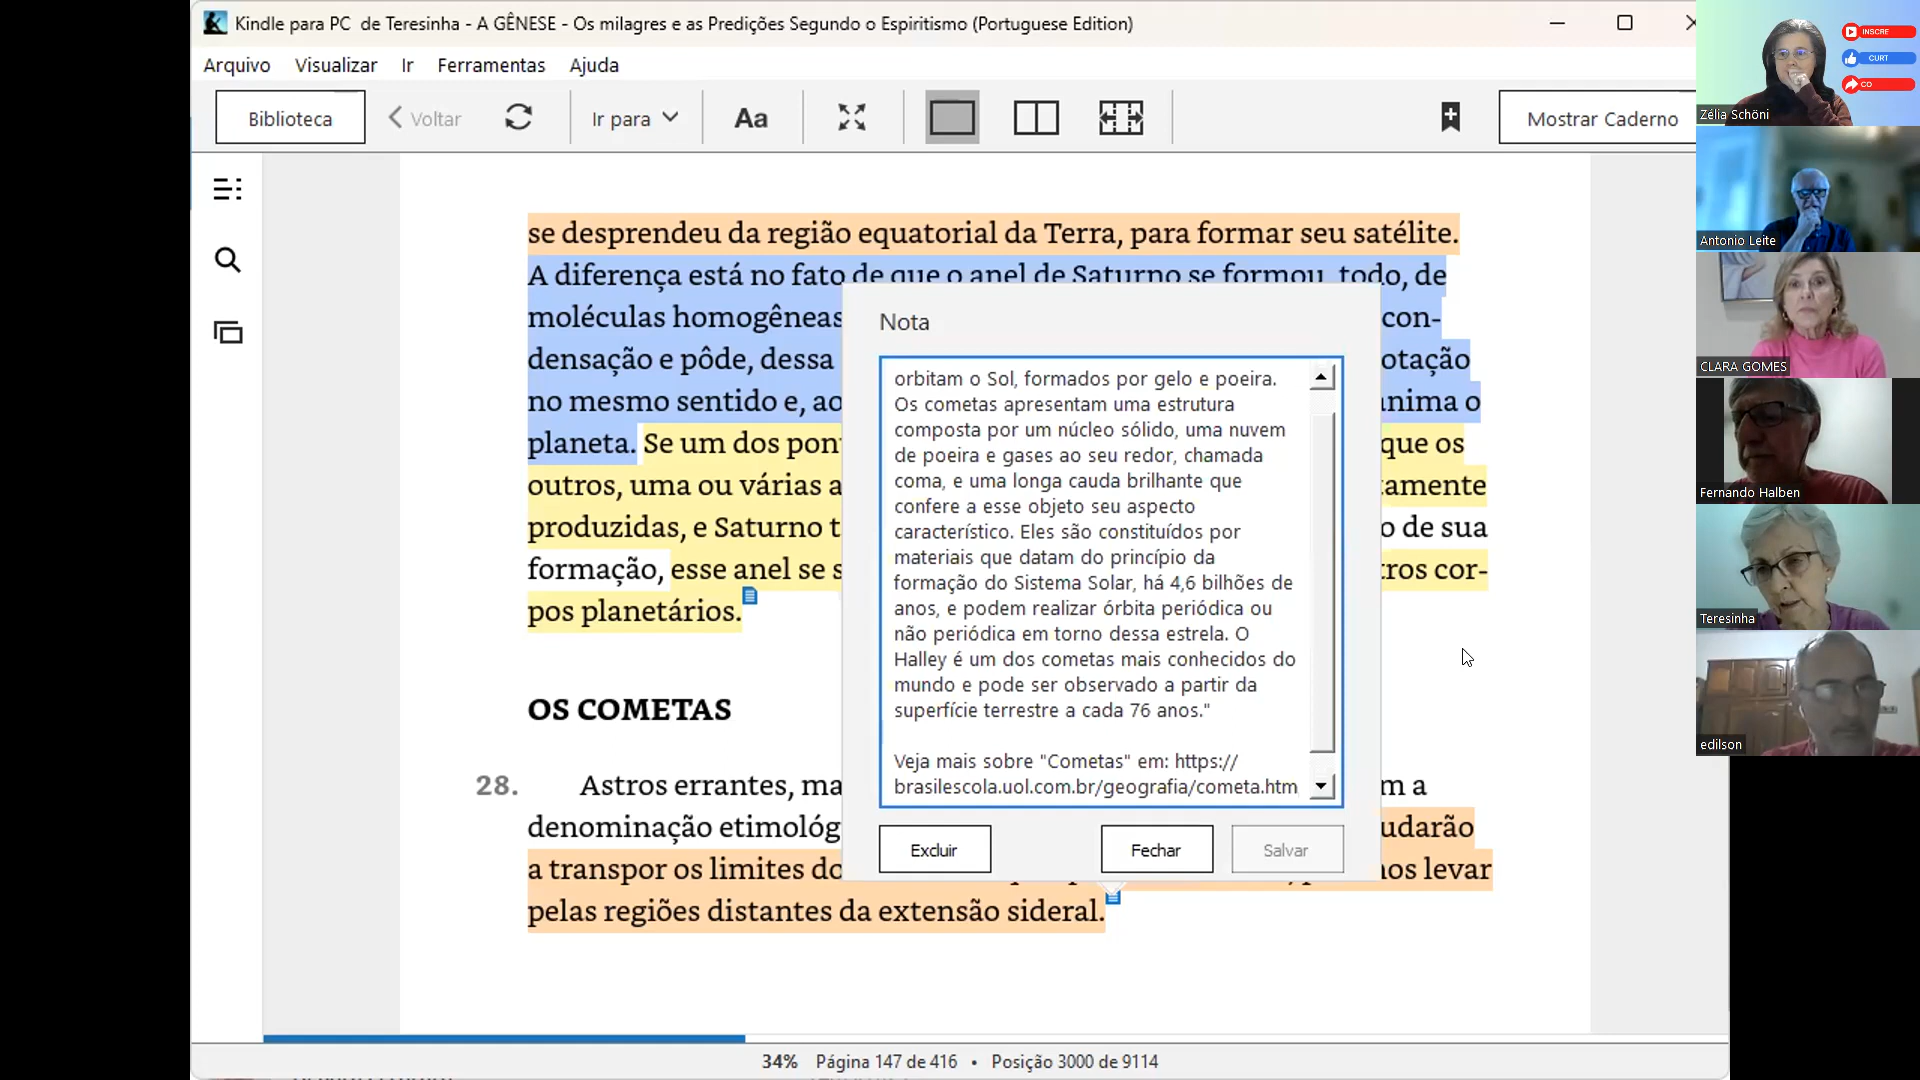 Kindle para PC de Teresinha - A GÊNESE - Os milagres e as Predições Segundo o Espiritismo (Portuguese Edition)
Arquivo Visualizar Ir Ferramentas Ajuda
Biblioteca Voltar Ir para Aa Mostrar Caderno
se desprendeu da região equatorial da Terra, para formar seu satélite.
A diferença está no fato de que o anel de Saturno se formou, todo, de
moléculas homogêneas con-
densação e pôde, dessa otação
no mesmo sentido e, ao nima o
planeta. Se um dos pon que os
outros, uma ou várias a tamente
produzidas, e Saturno t o de sua
formação, esse anel se s tros cor-
pos planetários.
OS COMETAS
28. Astros errantes, ma m a
denominação etimológ udarão
a transpor os limites do os levar
pelas regiões distantes da extensão sideral.
Nota
orbitam o Sol, formados por gelo e poeira.
Os cometas apresentam uma estrutura
composta por um núcleo sólido, uma nuvem
de poeira e gases ao seu redor, chamada
coma, e uma longa cauda brilhante que
confere a esse objeto seu aspecto
característico. Eles são constituídos por
materiais que datam do princípio da
formação do Sistema Solar, há 4,6 bilhões de
anos, e podem realizar órbita periódica ou
não periódica em torno dessa estrela. O
Halley é um dos cometas mais conhecidos do
mundo e pode ser observado a partir da
superfície terrestre a cada 76 anos."
Veja mais sobre "Cometas" em: https://
brasilescola.uol.com.br/geografia/cometa.htm
Excluir Fechar Salvar
34% Página 147 de 416 • Posição 3000 de 9114
INSCRE
CURT
CO
Zélia Schöni
Antonio Leite
CLARA GOMES
Fernando Halben
Teresinha
edilson